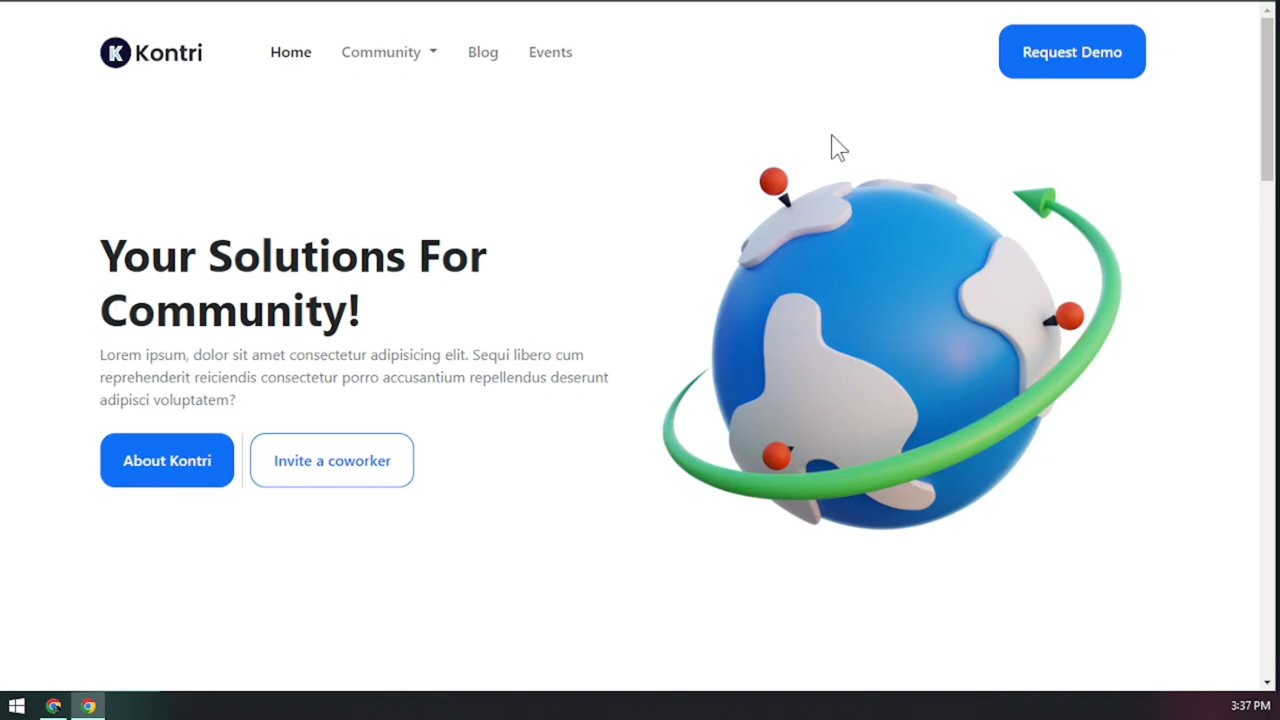 Kontri
Home
Community
Blog
Events
Request Demo
Your Solutions For
Community!
Lorem ipsum, dolor sit amet consectetur adipisicing elit. Sequi libero cum
reprehenderit reiciendis consectetur porro accusantium repellendus deserunt
adipisci voluptatem?
About Kontri
Invite a coworker
3:37 PM